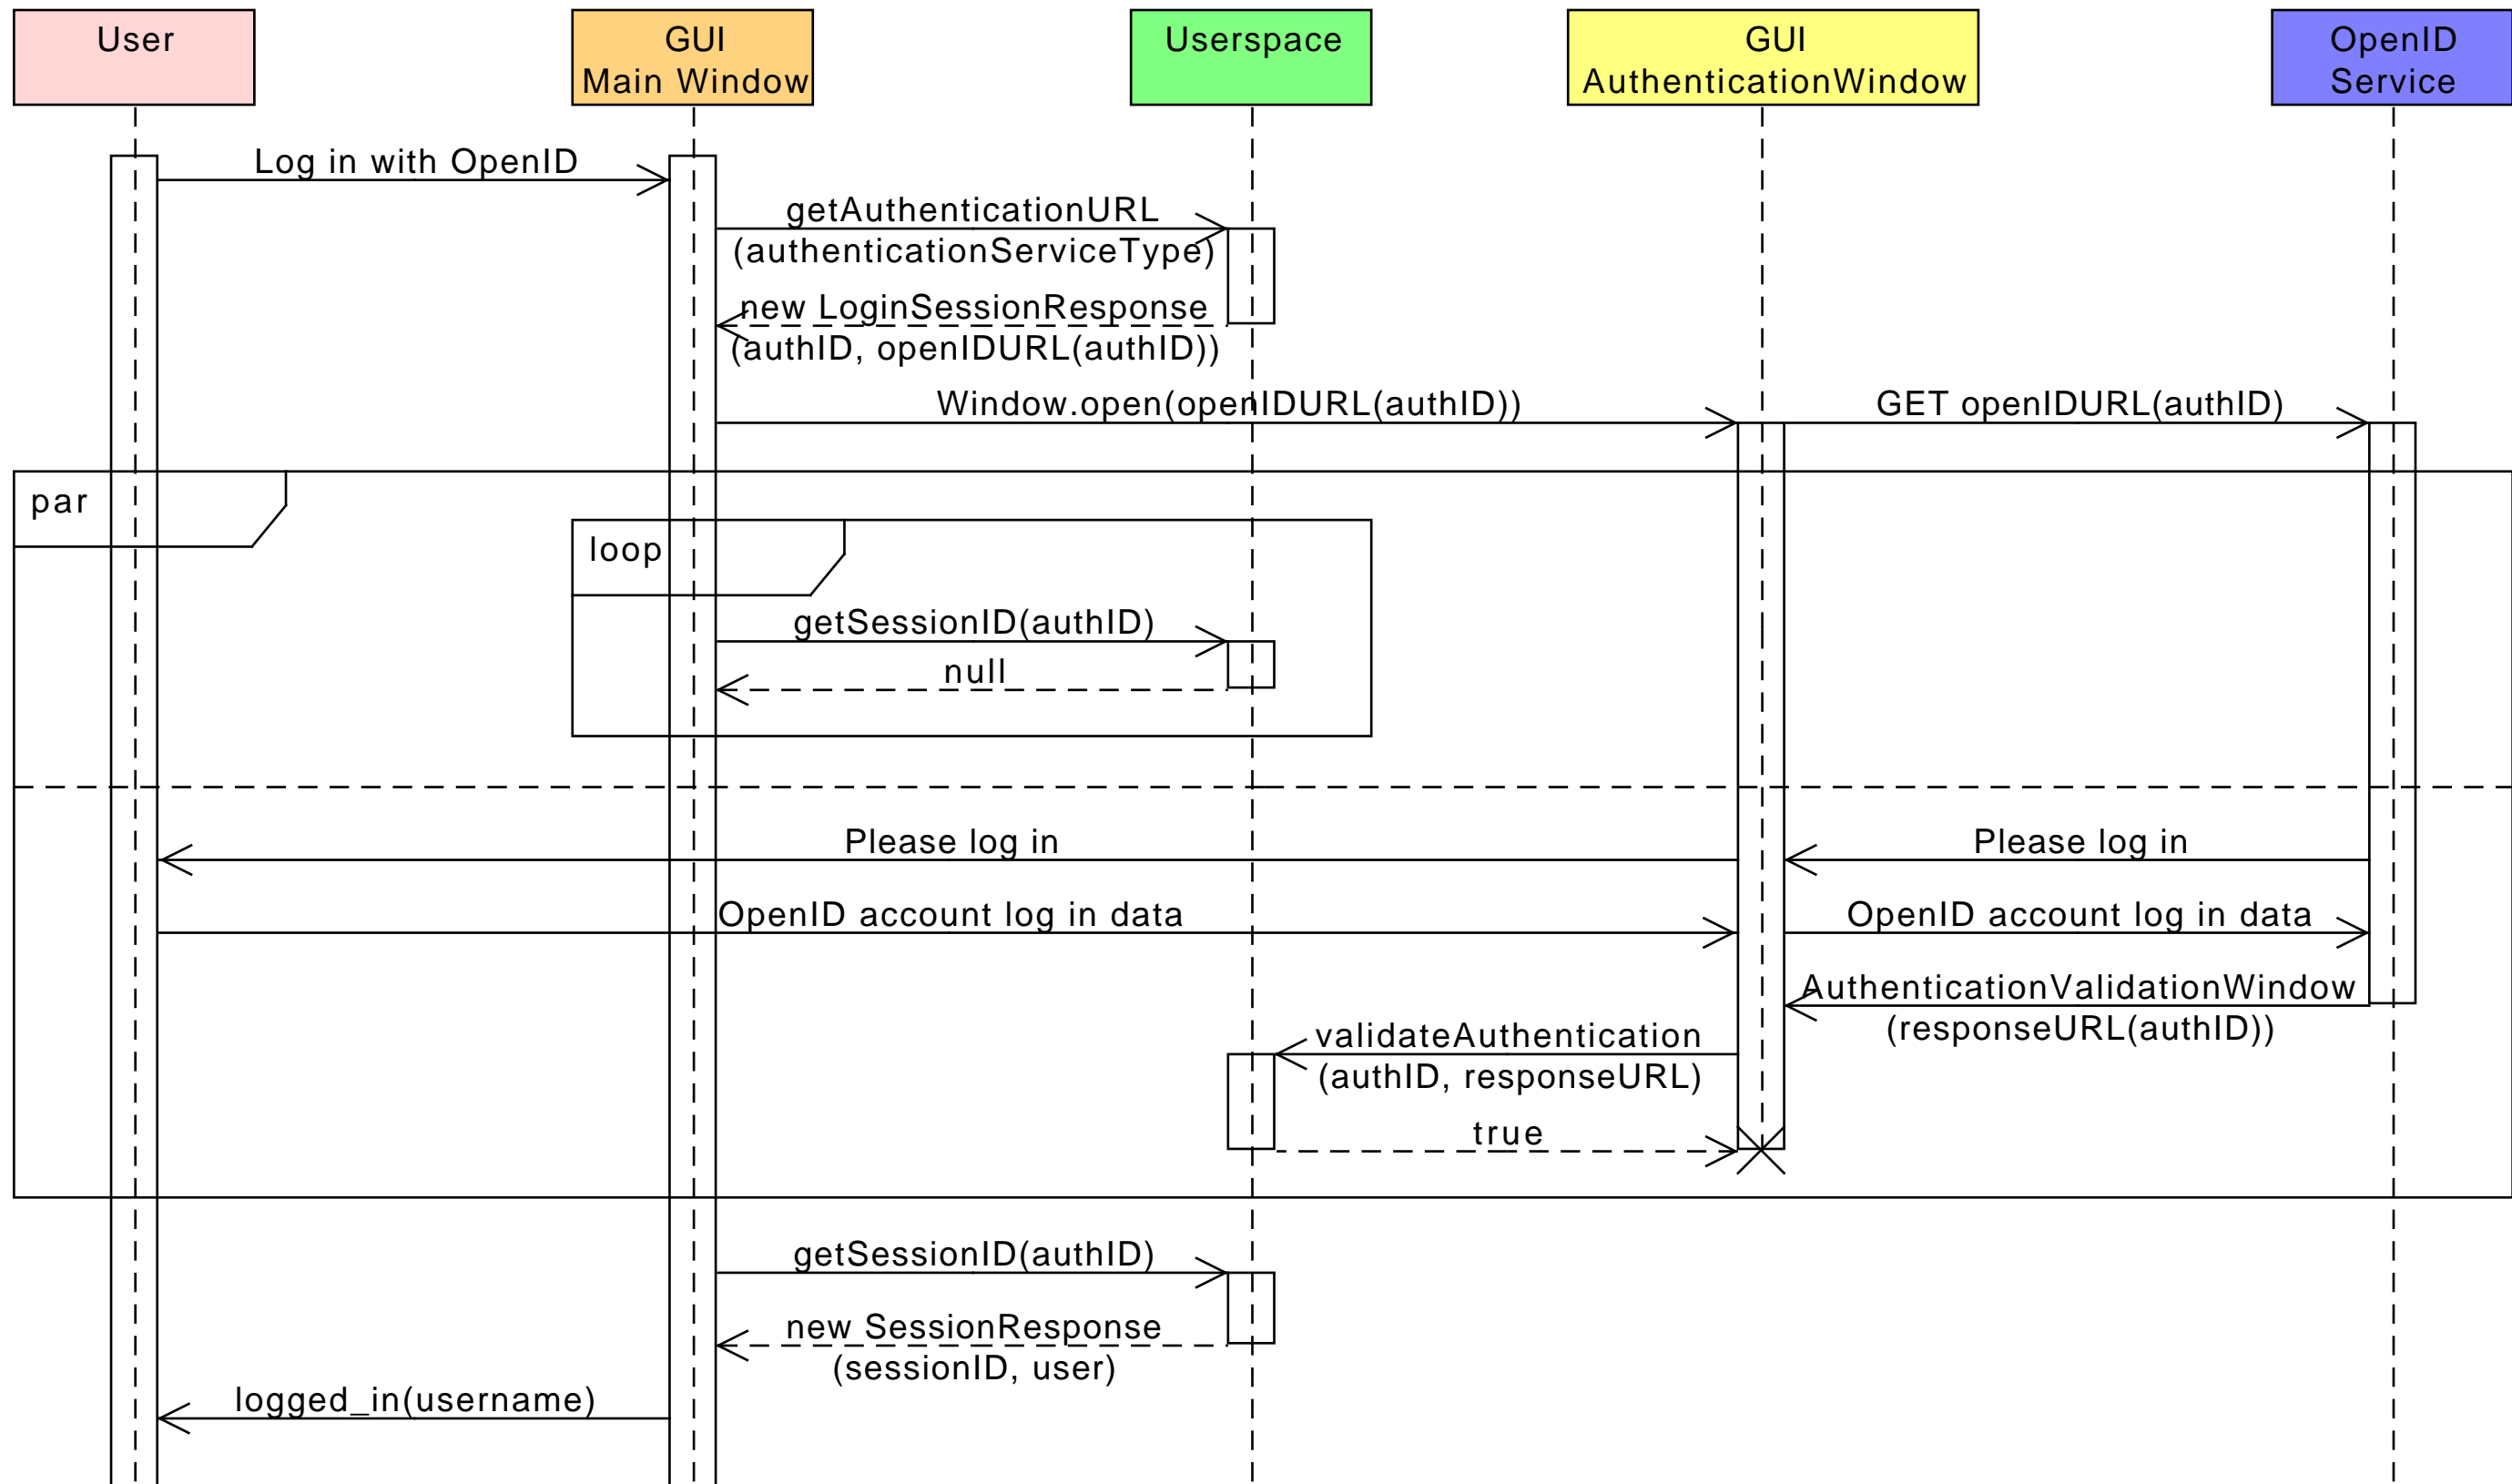 User
GUI
Main Window
Userspace
GUI
AuthenticationWindow
OpenID
Service
Log in with OpenID
getAuthenticationURL
(authenticationServiceType)
new LoginSessionResponse
(authID, openIDURL(authID))
Window.open(openIDURL(authID))
GET openIDURL(authID)
par
loop
getSessionID(authID)
null
Please log in
Please log in
OpenID account log in data
OpenID account log in data
AuthenticationValidationWindow
(responseURL(authID))
validateAuthentication
(authID, responseURL)
true
getSessionID(authID)
new SessionResponse
(sessionID, user)
logged_in(username)